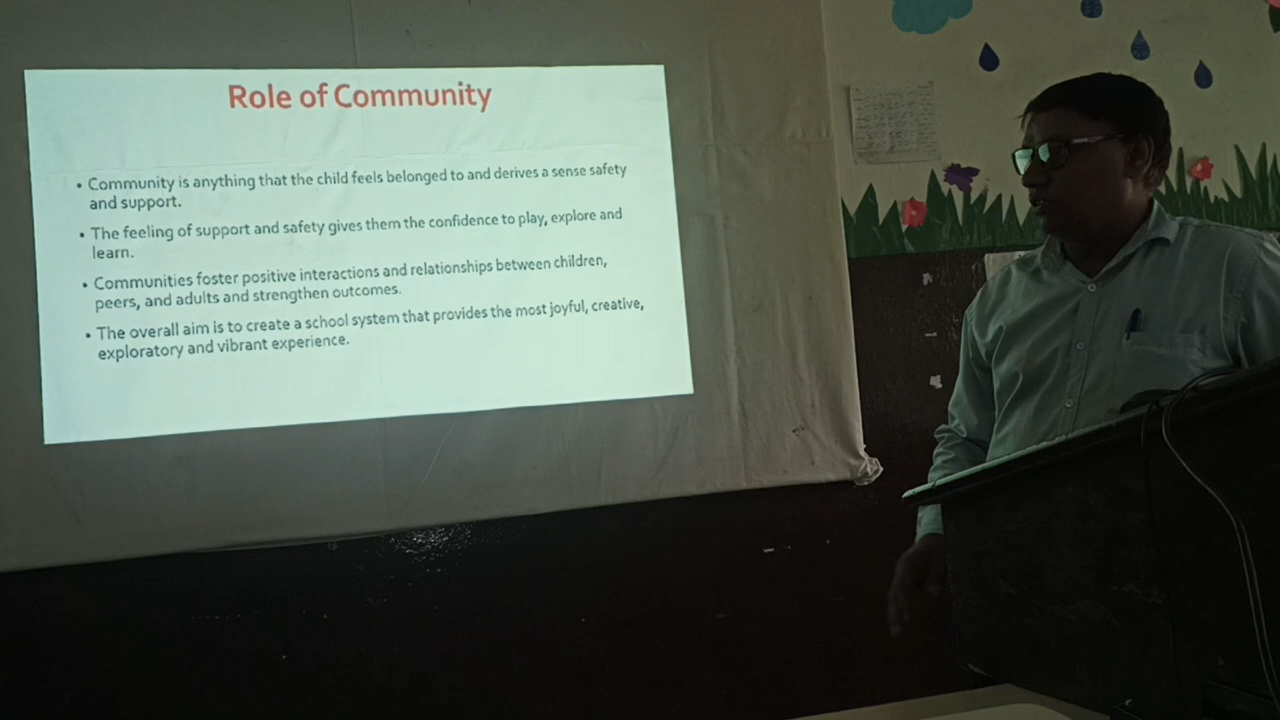 Role of Community
• Community is anything that the child feels belonged to and derives a sense safety
and support.
• The feeling of support and safety gives them the confidence to play, explore and
learn.
• Communities foster positive interactions and relationships between children,
peers, and adults and strengthen outcomes.
• The overall aim is to create a school system that provides the most joyful, creative,
exploratory and vibrant experience.